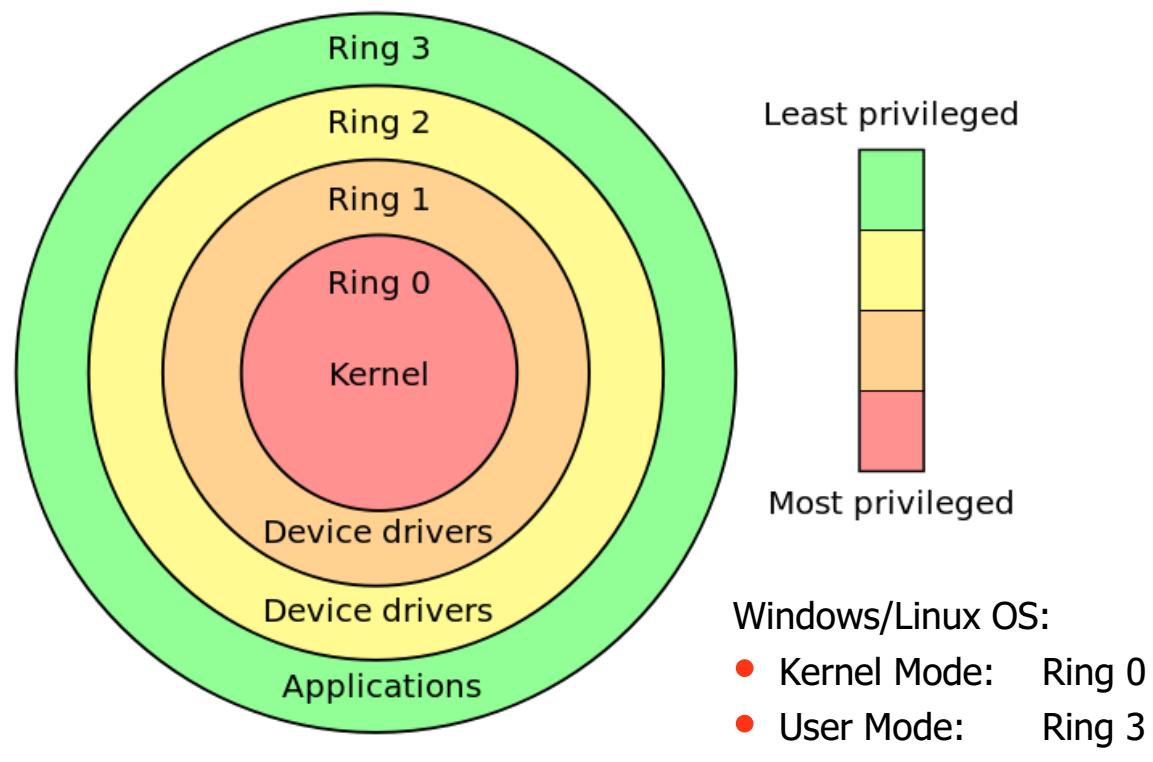 Ring 3
Ring 2
Ring 1
Ring 0
Kernel
Device drivers
Device drivers
Applications
Least privileged
Most privileged
Windows/Linux OS:
• Kernel Mode: Ring 0
• User Mode: Ring 3